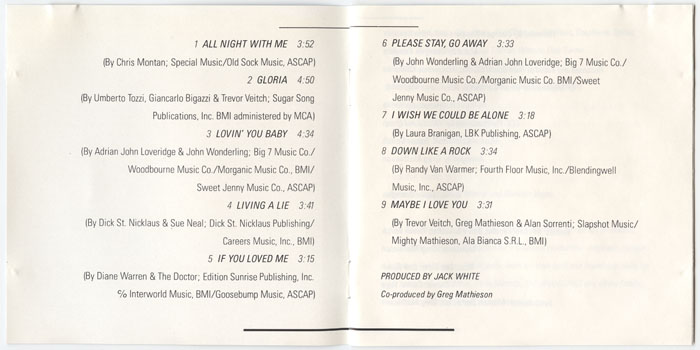 1 ALL NIGHT WITH ME 3:52
(By Chris Montan; Special Music/Old Sock Music, ASCAP)
2 GLORIA 4:50
(By Umberto Tozzi, Giancarlo Bigazzi & Trevor Veitch; Sugar Song
Publications, Inc. BMI administered by MCA)
3 LOVIN' YOU BABY 4:34
(By Adrian John Loveridge & John Wonderling; Big 7 Music Co./
Woodbourne Music Co./Morganic Music Co., BMI/
Sweet Jenny Music Co., ASCAP)
4 LIVING A LIE 3:41
(By Dick St. Nicklaus & Sue Neal; Dick St. Nicklaus Publishing/
Careers Music, Inc., BMI)
5 IF YOU LOVED ME 3:15
(By Diane Warren & The Doctor; Edition Sunrise Publishing, Inc.
℅ Interworld Music, BMI/Goosebump Music, ASCAP)
6 PLEASE STAY, GO AWAY 3:33
(By John Wonderling & Adrian John Loveridge; Big 7 Music Co./
Woodbourne Music Co./Morganic Music Co. BMI/Sweet
Jenny Music Co., ASCAP)
7 I WISH WE COULD BE ALONE 3:18
(By Laura Branigan, LBK Publishing, ASCAP)
8 DOWN LIKE A ROCK 3:34
(By Randy Van Warmer; Fourth Floor Music, Inc./Blendingwell
Music, Inc., ASCAP)
9 MAYBE I LOVE YOU 3:31
(By Trevor Veitch, Greg Mathieson & Alan Sorrenti; Slapshot Music/
Mighty Mathieson, Ala Bianca S.R.L., BMI)
PRODUCED BY JACK WHITE
Co-produced by Greg Mathieson